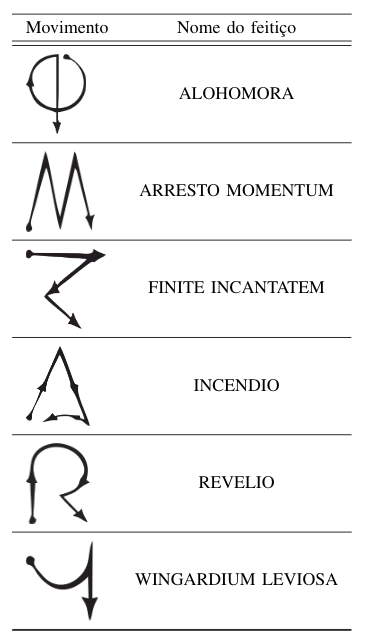 Movimento Nome do feitiço
ALOHOMORA
ARRESTO MOMENTUM
FINITE INCANTATEM
INCENDIO
REVELIO
WINGARDIUM LEVIOSA